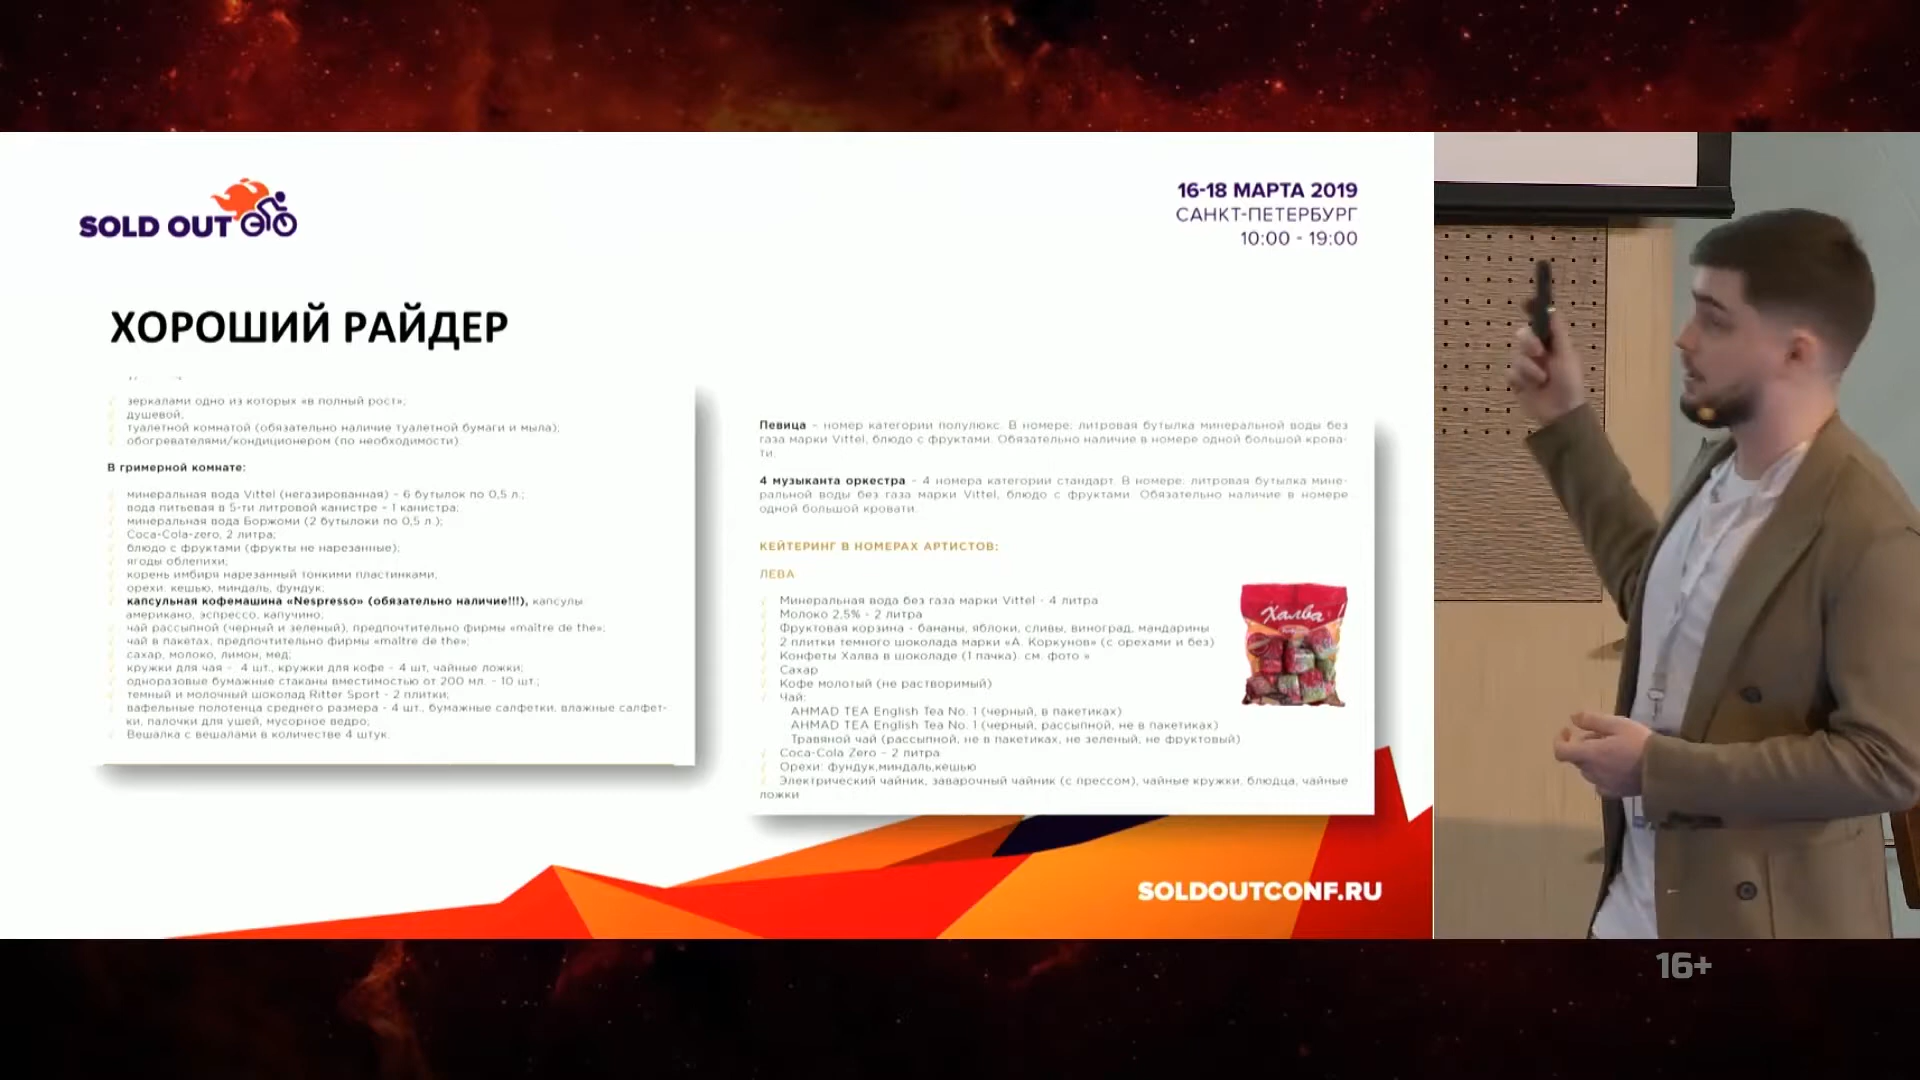 SOLD OUT
16-18 МАРТА 2019
САНКТ-ПЕТЕРБУРГ
10:00 - 19:00
ХОРОШИЙ РАЙДЕР
зеркалами одно из которых «в полный рост»;
душевой;
туалетной комнатой (обязательно наличие туалетной бумаги и мыла);
обогревателями/кондиционером (по необходимости)
В гримерной комнате:
минеральная вода Vittel (негазированная) – 6 бутылок по 0,5 л.;
вода питьевая в 5-ти литровой канистре – 1 канистра;
минеральная вода Боржоми (2 бутылоки по 0,5 л.);
Coca-Cola-zero, 2 литра;
блюдо с фруктами (фрукты не нарезанные);
ягоды облепихи;
корень имбиря нарезанный тонкими пластинками;
орехи: кешью, миндаль, фундук;
капсульная кофемашина «Nespresso» (обязательно наличие!!!), капсулы
американо, эспрессо, капучино;
чай рассыпной (черный и зеленый), предпочтительно фирмы «maître de the»;
чай в пакетах, предпочтительно фирмы «maître de the»;
сахар, молоко, лимон, мед;
кружки для чая - 4 шт., кружки для кофе - 4 шт, чайные ложки;
одноразовые бумажные стаканы вместимостью от 200 мл. - 10 шт.;
темный и молочный шоколад Ritter Sport - 2 плитки;
вафельные полотенца среднего размера - 4 шт., бумажные салфетки, влажные салфет-
ки, палочки для ушей, мусорное ведро;
Вешалка с вешалами в количестве 4 штук.
Певица – номер категории полулюкс. В номере: литровая бутылка минеральной воды без
газа марки Vittel, блюдо с фруктами. Обязательно наличие в номере одной большой крова-
ти.
4 музыканта оркестра – 4 номера категории стандарт. В номере: литровая бутылка мине-
ральной воды без газа марки Vittel, блюдо с фруктами. Обязательно наличие в номере
одной большой кровати.
КЕЙТЕРИНГ В НОМЕРАХ АРТИСТОВ:
ЛЕВА
Минеральная вода без газа марки Vittel - 4 литра
Молоко 2,5% - 2 литра
Фруктовая корзина - бананы, яблоки, сливы, виноград, мандарины
2 плитки темного шоколада марки «А. Коркунов» (с орехами и без)
Конфеты Халва в шоколаде (1 пачка). см. фото »
Сахар
Кофе молотый (не растворимый)
Чай:
AHMAD TEA English Tea No. 1 (черный, в пакетиках)
AHMAD TEA English Tea No. 1 (черный, рассыпной, не в пакетиках)
Травяной чай (рассыпной, не в пакетиках, не зеленый, не фруктовый)
Coca-Cola Zero – 2 литра
Орехи: фундук,миндаль,кешью
Электрический чайник, заварочный чайник (с прессом), чайные кружки, блюдца, чайные
ложки
Халва
SOLDOUTCONF.RU
16+